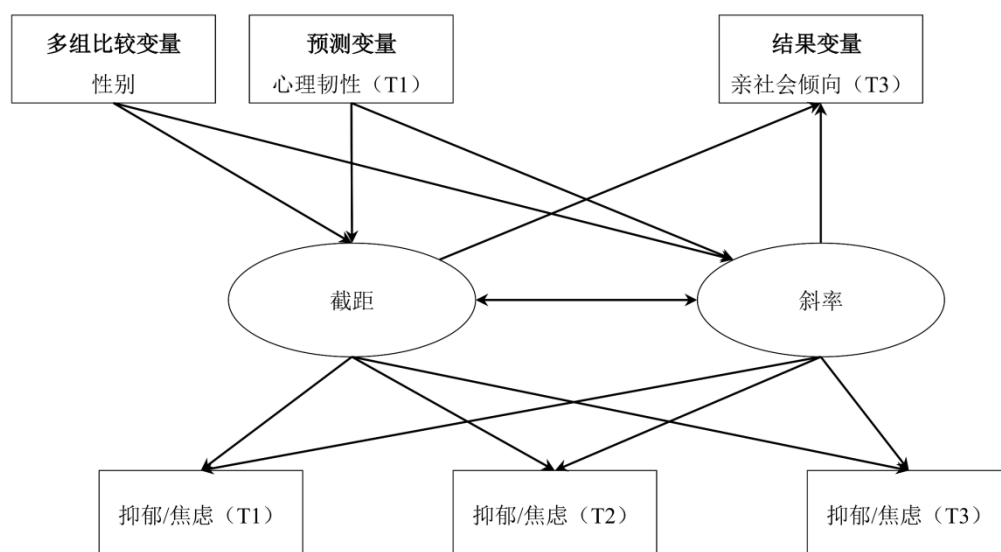 多组比较变量
性别
预测变量
心理韧性（T1）
结果变量
亲社会倾向（T3）
截距
斜率
抑郁/焦虑（T1）
抑郁/焦虑（T2）
抑郁/焦虑（T3）